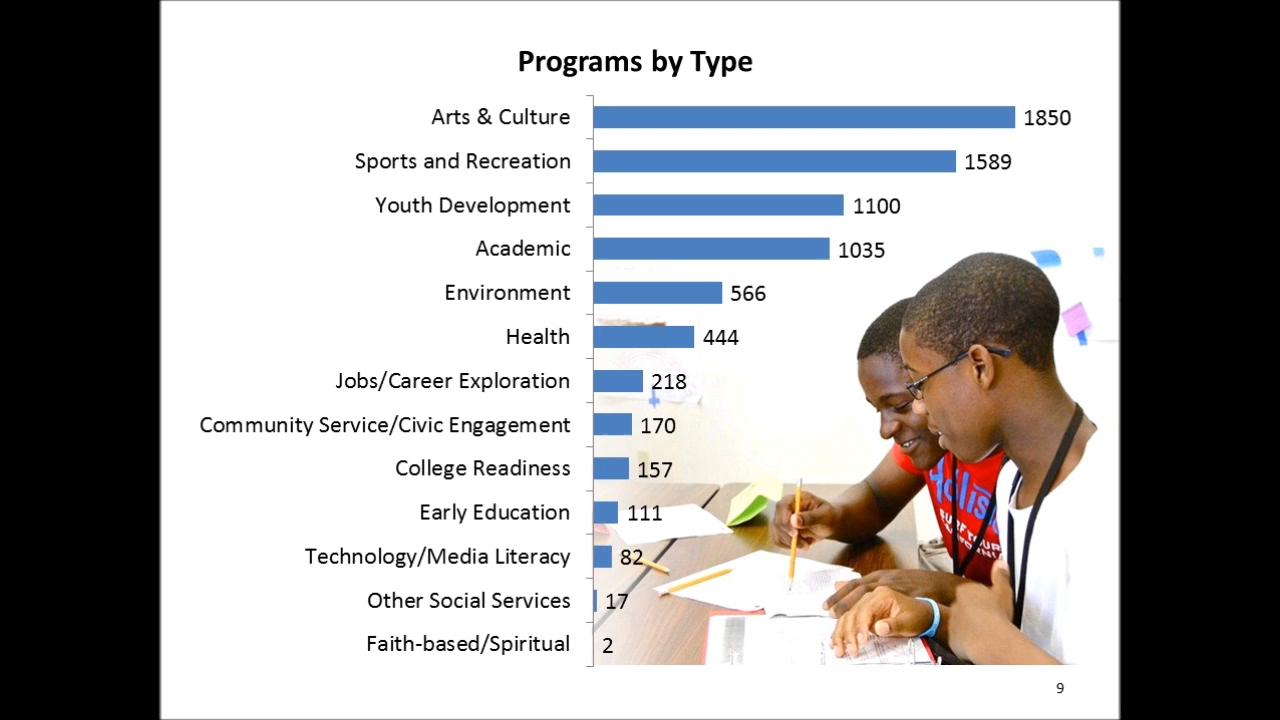 Programs by Type
Arts & Culture 1850
Sports and Recreation 1589
Youth Development 1100
Academic 1035
Environment 566
Health 444
Jobs/Career Exploration 218
Community Service/Civic Engagement 170
College Readiness 157
Early Education 111
Technology/Media Literacy 82
Other Social Services 17
Faith-based/Spiritual 2
9